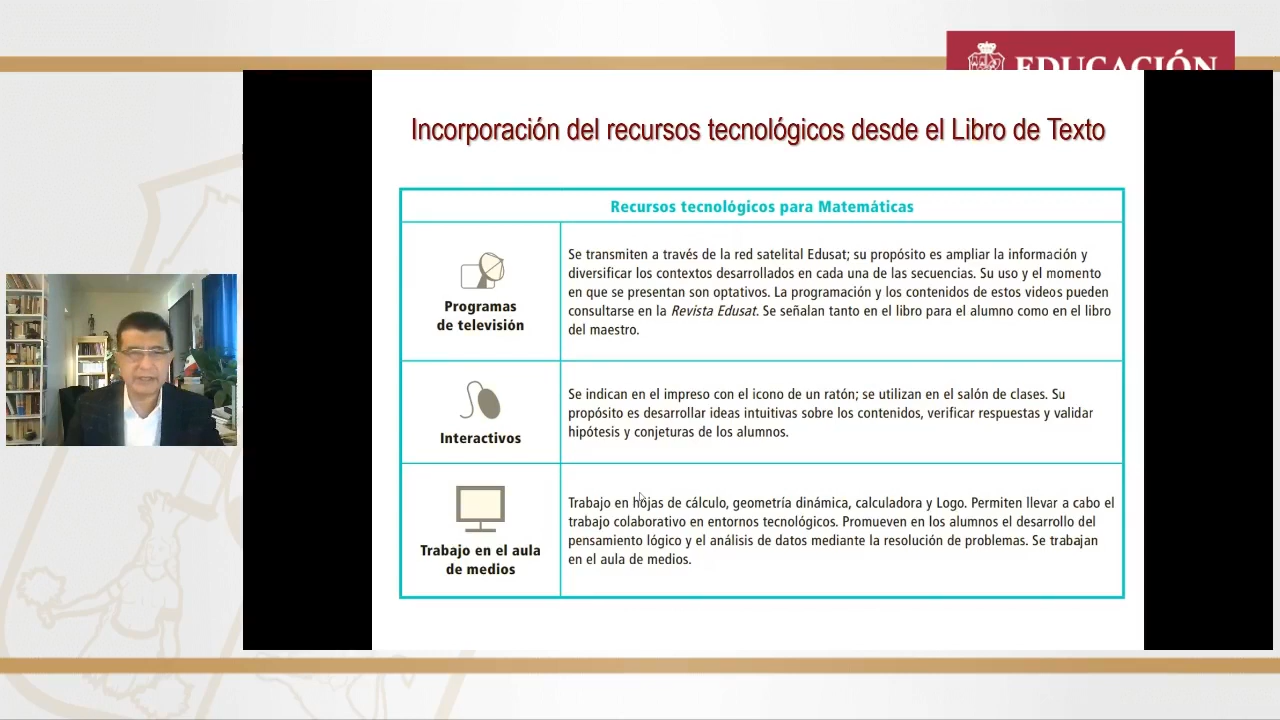 EDUCACIÓN
Incorporación del recursos tecnológicos desde el Libro de Texto
Recursos tecnológicos para Matemáticas
Programas
de televisión
Se transmiten a través de la red satelital Edusat; su propósito es ampliar la información y
diversificar los contextos desarrollados en cada una de las secuencias. Su uso y el momento
en que se presentan son optativos. La programación y los contenidos de estos videos pueden
consultarse en la Revista Edusat. Se señalan tanto en el libro para el alumno como en el libro
del maestro.
Interactivos
Se indican en el impreso con el icono de un ratón; se utilizan en el salón de clases. Su
propósito es desarrollar ideas intuitivas sobre los contenidos, verificar respuestas y validar
hipótesis y conjeturas de los alumnos.
Trabajo en el aula
de medios
Trabajo en hojas de cálculo, geometría dinámica, calculadora y Logo. Permiten llevar a cabo el
trabajo colaborativo en entornos tecnológicos. Promueven en los alumnos el desarrollo del
pensamiento lógico y el análisis de datos mediante la resolución de problemas. Se trabajan
en el aula de medios.